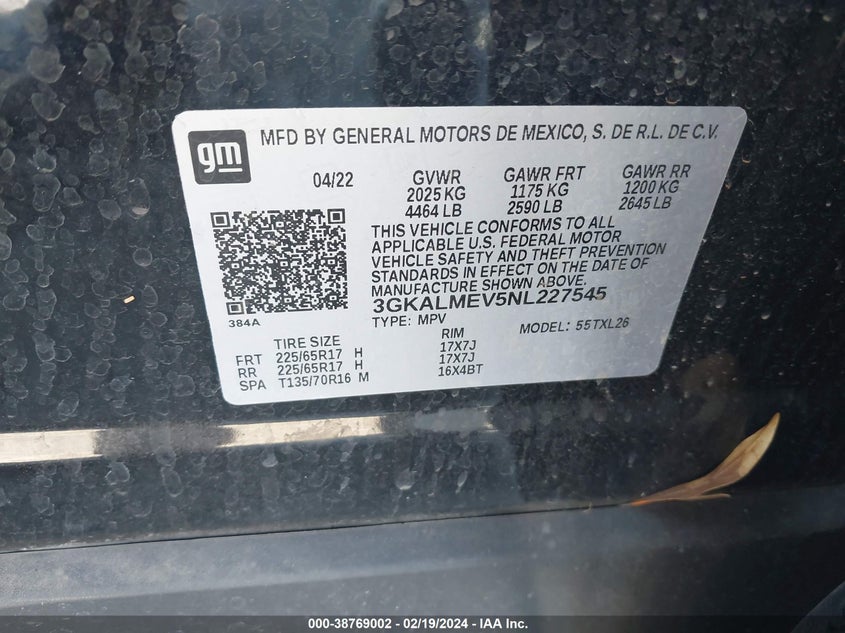 gm
MFD BY GENERAL MOTORS DE MEXICO, S. DE R.L. DE C.V.
04/22 GVWR GAWR FRT GAWR RR
2025 KG 1175 KG 1200 KG
4464 LB 2590 LB 2645 LB
THIS VEHICLE CONFORMS TO ALL
APPLICABLE U.S. FEDERAL MOTOR
VEHICLE SAFETY AND THEFT PREVENTION
STANDARDS IN EFFECT ON THE DATE OF
MANUFACTURE SHOWN ABOVE.
3GKALMEV5NL227545
384A TYPE: MPV MODEL: 55TXL26
TIRE SIZE RIM
FRT 225/65R17 H 17X7J
RR 225/65R17 H 17X7J
SPA T135/70R16 M 16X4BT
000-38769002 - 02/19/2024 - IAA Inc.